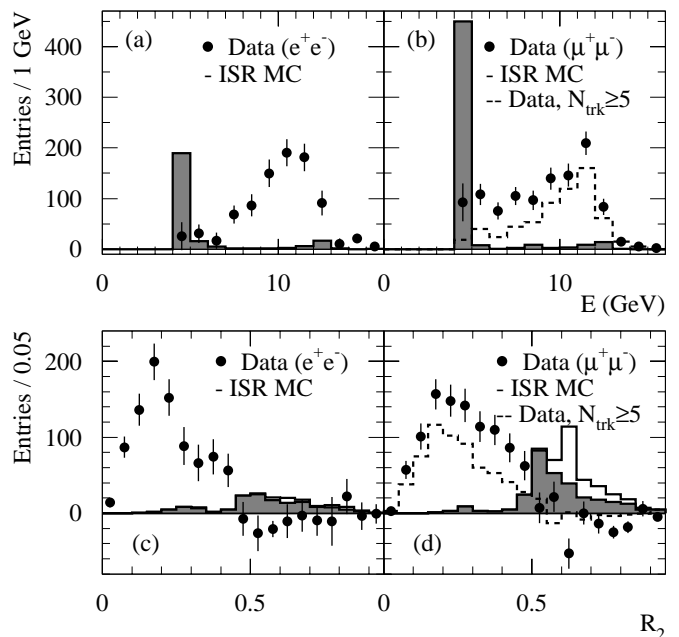 Entries / 1 GeV
400
300
200
100
0
(a)
Data (e⁺e⁻)
- ISR MC
(b)
Data (μ⁺μ⁻)
- ISR MC
-- Data, N_trk≥5
0
10
0
10
E (GeV)
Entries / 0.05
200
100
0
Data (e⁺e⁻)
- ISR MC
(c)
Data (μ⁺μ⁻)
- ISR MC
-- Data, N_trk≥5
(d)
0
0.5
0
0.5
R₂